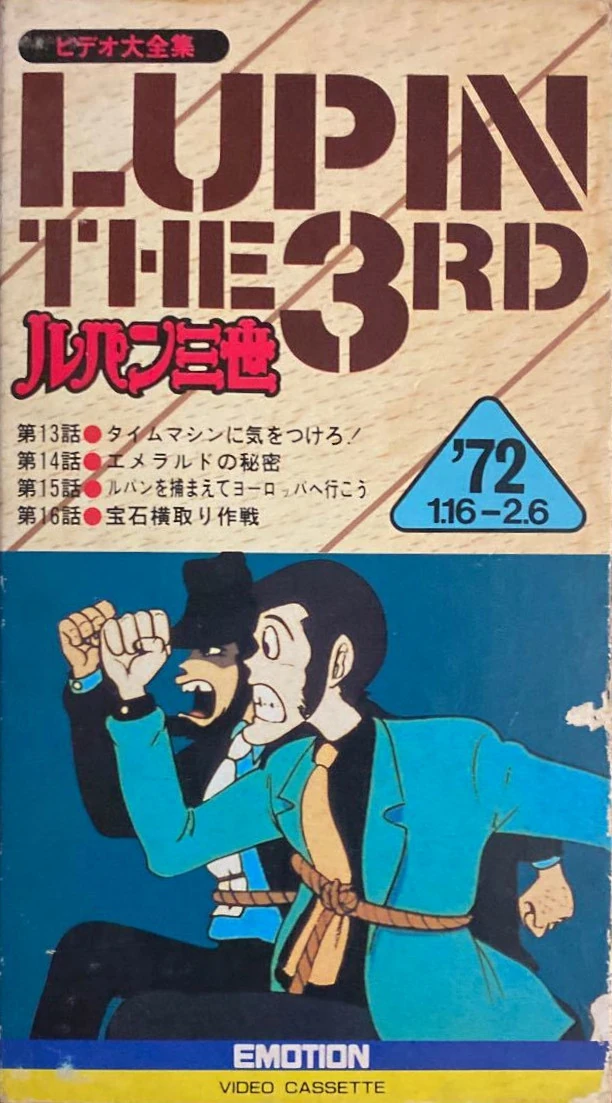 ビデオ大全集
LUPIN
THE 3RD
ルパン三世
第13話●タイムマシンに気をつけろ!
第14話●エメラルドの秘密
第15話●ルパンを捕まえてヨーロッパへ行こう
第16話●宝石横取り作戦
'72
1.16-2.6
EMOTION
VIDEO CASSETTE